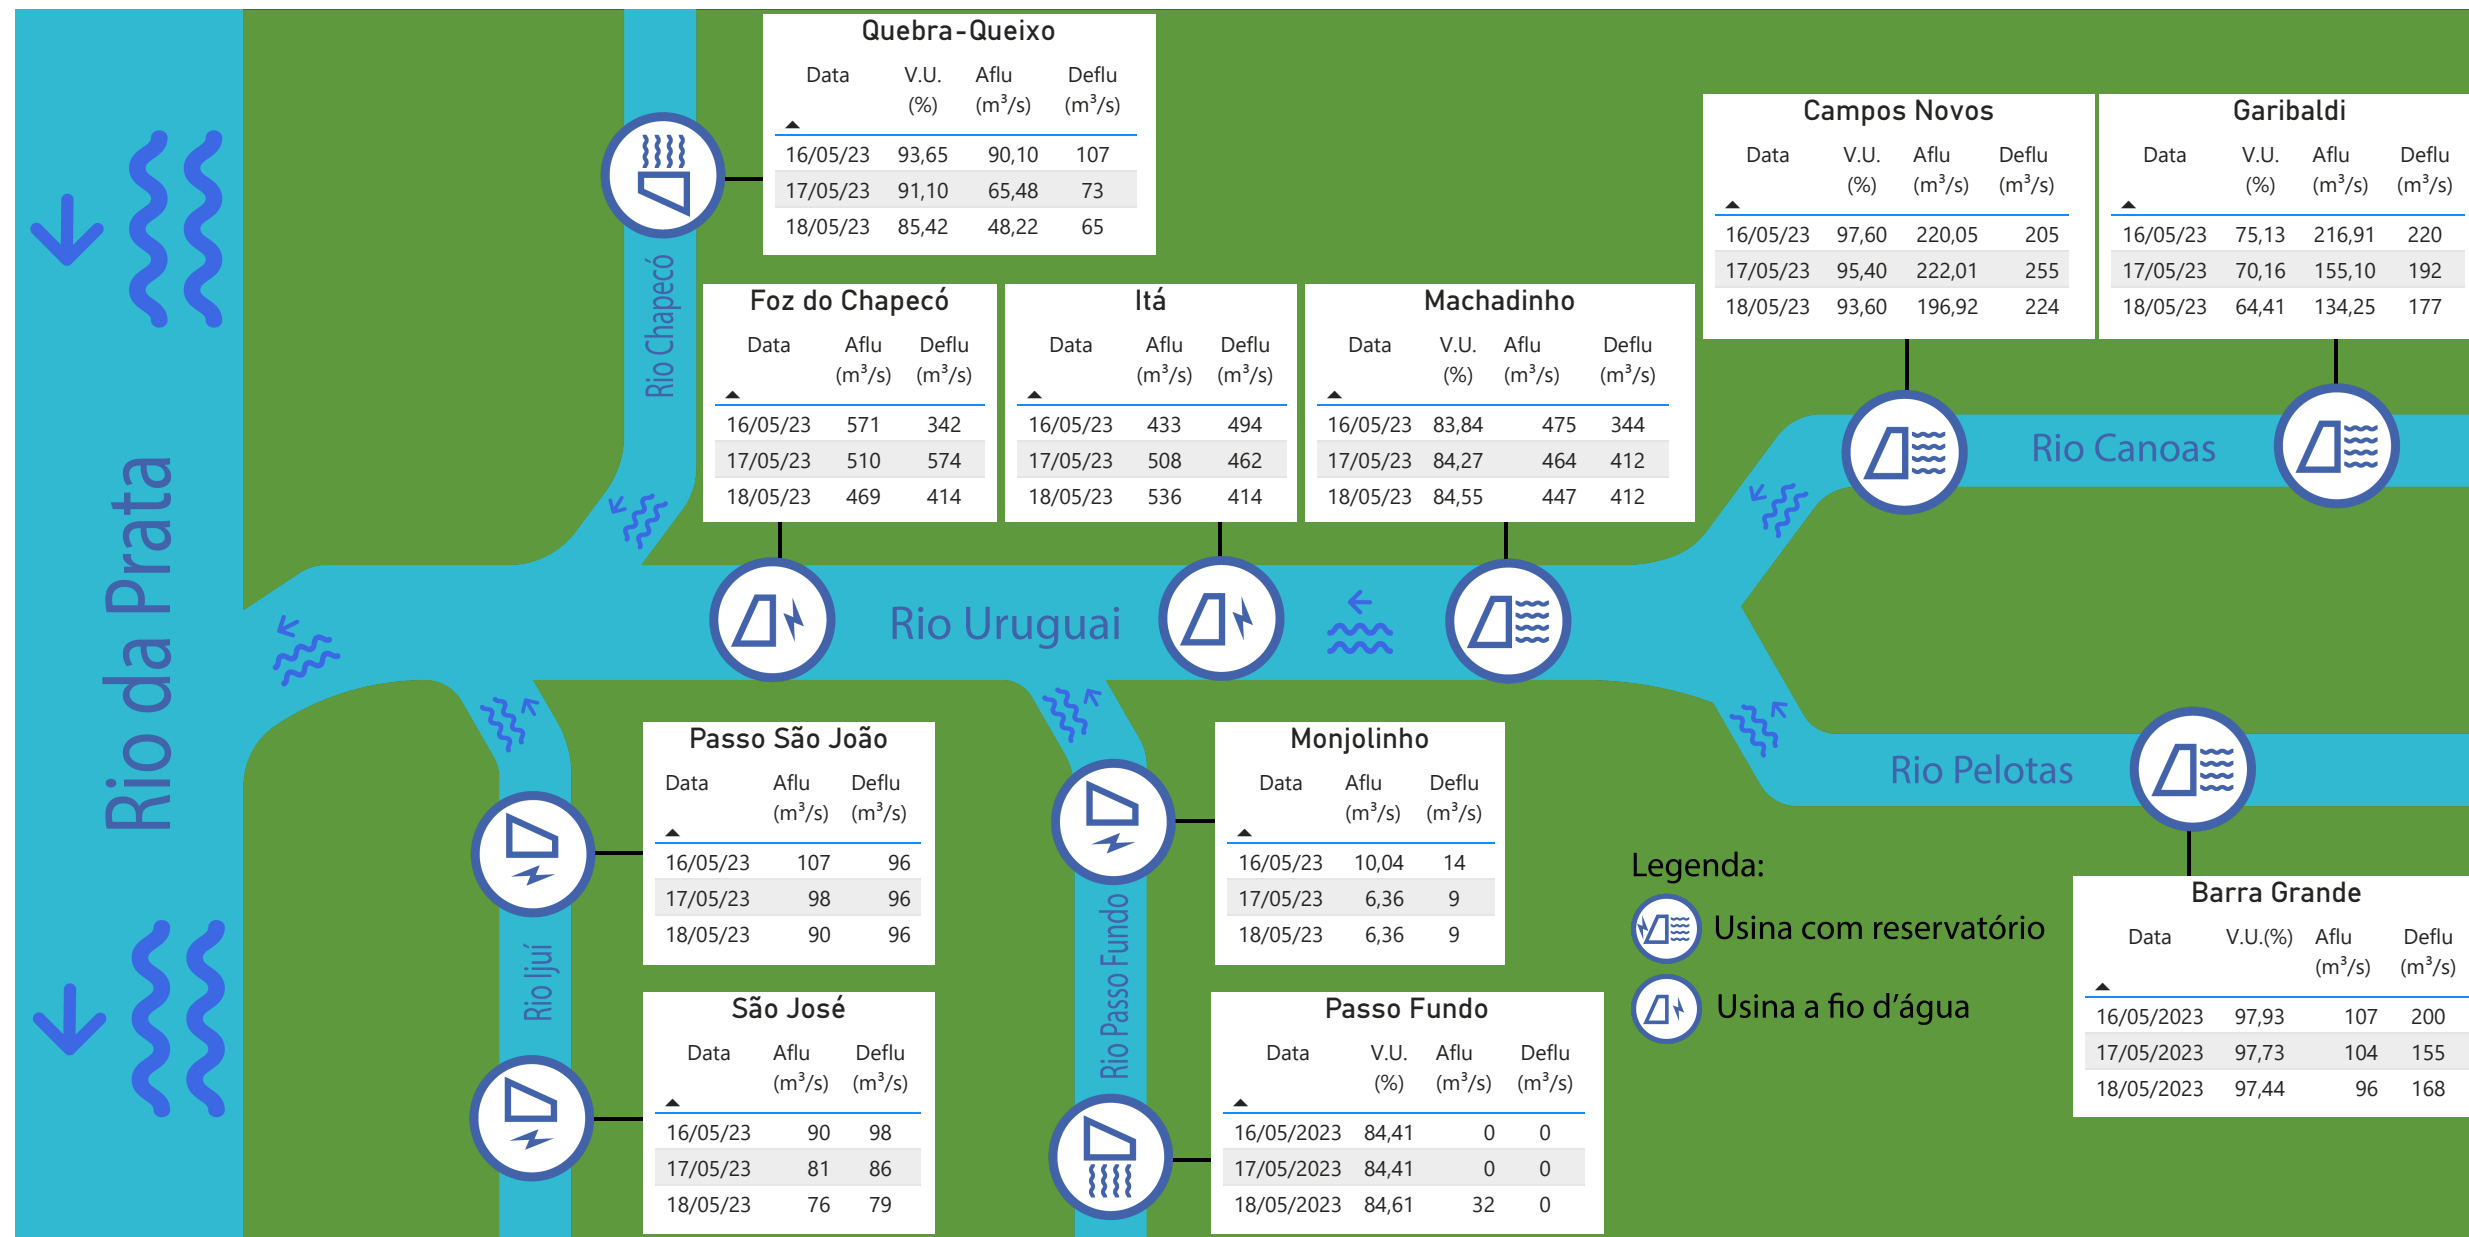 Quebra-Queixo
Data V.U. (%) Aflu (m³/s) Deflu (m³/s)
16/05/23 93,65 90,10 107
17/05/23 91,10 65,48 73
18/05/23 85,42 48,22 65
Campos Novos
Data V.U. (%) Aflu (m³/s) Deflu (m³/s)
16/05/23 97,60 220,05 205
17/05/23 95,40 222,01 255
18/05/23 93,60 196,92 224
Garibaldi
Data V.U. (%) Aflu (m³/s) Deflu (m³/s)
16/05/23 75,13 216,91 220
17/05/23 70,16 155,10 192
18/05/23 64,41 134,25 177
Rio Chapecó
Foz do Chapecó
Data Aflu (m³/s) Deflu (m³/s)
16/05/23 571 342
17/05/23 510 574
18/05/23 469 414
Itá
Data Aflu (m³/s) Deflu (m³/s)
16/05/23 433 494
17/05/23 508 462
18/05/23 536 414
Machadinho
Data V.U. (%) Aflu (m³/s) Deflu (m³/s)
16/05/23 83,84 475 344
17/05/23 84,27 464 412
18/05/23 84,55 447 412
Rio Canoas
Rio da Prata
Rio Uruguai
Rio Pelotas
Passo São João
Data Aflu (m³/s) Deflu (m³/s)
16/05/23 107 96
17/05/23 98 96
18/05/23 90 96
Monjolinho
Data Aflu (m³/s) Deflu (m³/s)
16/05/23 10,04 14
17/05/23 6,36 9
18/05/23 6,36 9
Legenda:
Usina com reservatório
Usina a fio d’água
Barra Grande
Data V.U.(%) Aflu (m³/s) Deflu (m³/s)
16/05/2023 97,93 107 200
17/05/2023 97,73 104 155
18/05/2023 97,44 96 168
Rio Ijuí
São José
Data Aflu (m³/s) Deflu (m³/s)
16/05/23 90 98
17/05/23 81 86
18/05/23 76 79
Rio Passo Fundo
Passo Fundo
Data V.U. (%) Aflu (m³/s) Deflu (m³/s)
16/05/2023 84,41 0 0
17/05/2023 84,41 0 0
18/05/2023 84,61 32 0